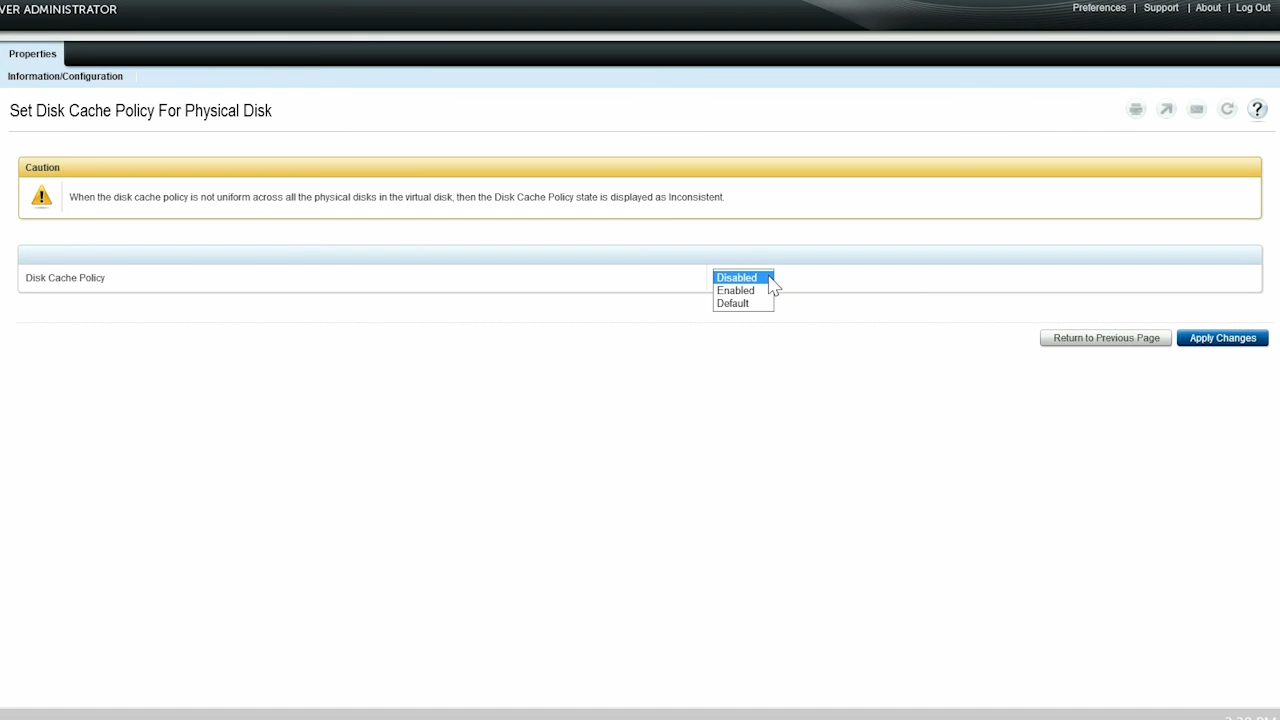 VER ADMINISTRATOR
Preferences | Support | About | Log Out
Properties
Information/Configuration
Set Disk Cache Policy For Physical Disk
?
Caution
When the disk cache policy is not uniform across all the physical disks in the virtual disk, then the Disk Cache Policy state is displayed as Inconsistent.
Disk Cache Policy
Disabled
Enabled
Default
Return to Previous Page
Apply Changes